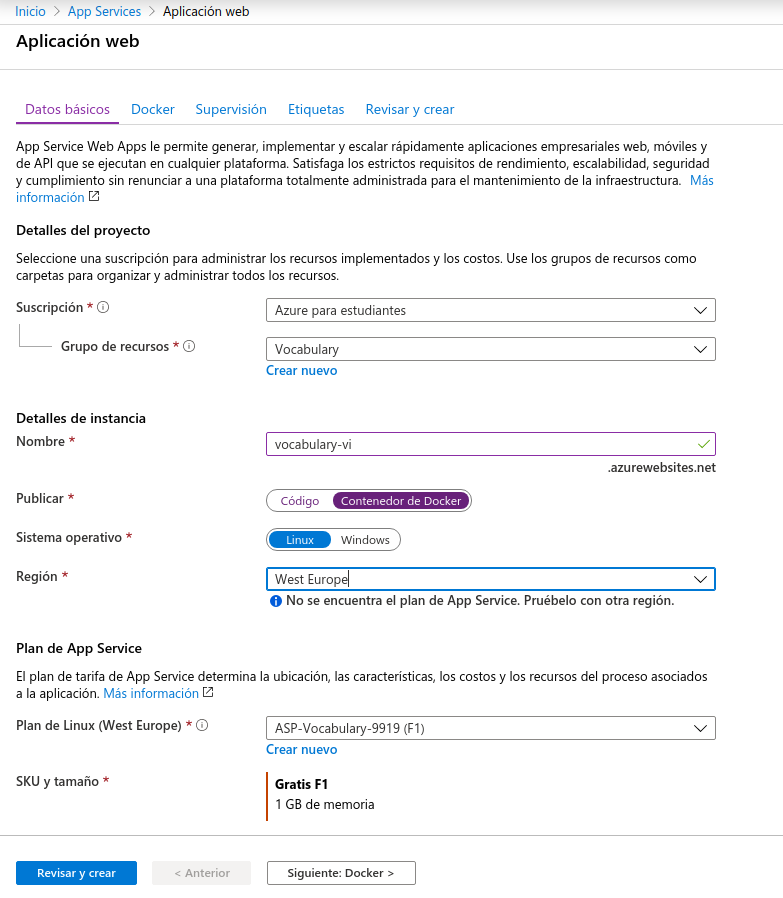 Inicio > App Services > Aplicación web
Aplicación web
Datos básicos Docker Supervisión Etiquetas Revisar y crear
App Service Web Apps le permite generar, implementar y escalar rápidamente aplicaciones empresariales web, móviles y
de API que se ejecutan en cualquier plataforma. Satisfaga los estrictos requisitos de rendimiento, escalabilidad, seguridad
y cumplimiento sin renunciar a una plataforma totalmente administrada para el mantenimiento de la infraestructura. Más
información
Detalles del proyecto
Seleccione una suscripción para administrar los recursos implementados y los costos. Use los grupos de recursos como
carpetas para organizar y administrar todos los recursos.
Suscripción * Azure para estudiantes
Grupo de recursos * Vocabulary
Crear nuevo
Detalles de instancia
Nombre * vocabulary-vi
.azurewebsites.net
Publicar * Código Contenedor de Docker
Sistema operativo * Linux Windows
Región * West Europe
No se encuentra el plan de App Service. Pruébelo con otra región.
Plan de App Service
El plan de tarifa de App Service determina la ubicación, las características, los costos y los recursos del proceso asociados
a la aplicación. Más información
Plan de Linux (West Europe) * ASP-Vocabulary-9919 (F1)
Crear nuevo
SKU y tamaño * Gratis F1
1 GB de memoria
Revisar y crear < Anterior Siguiente: Docker >